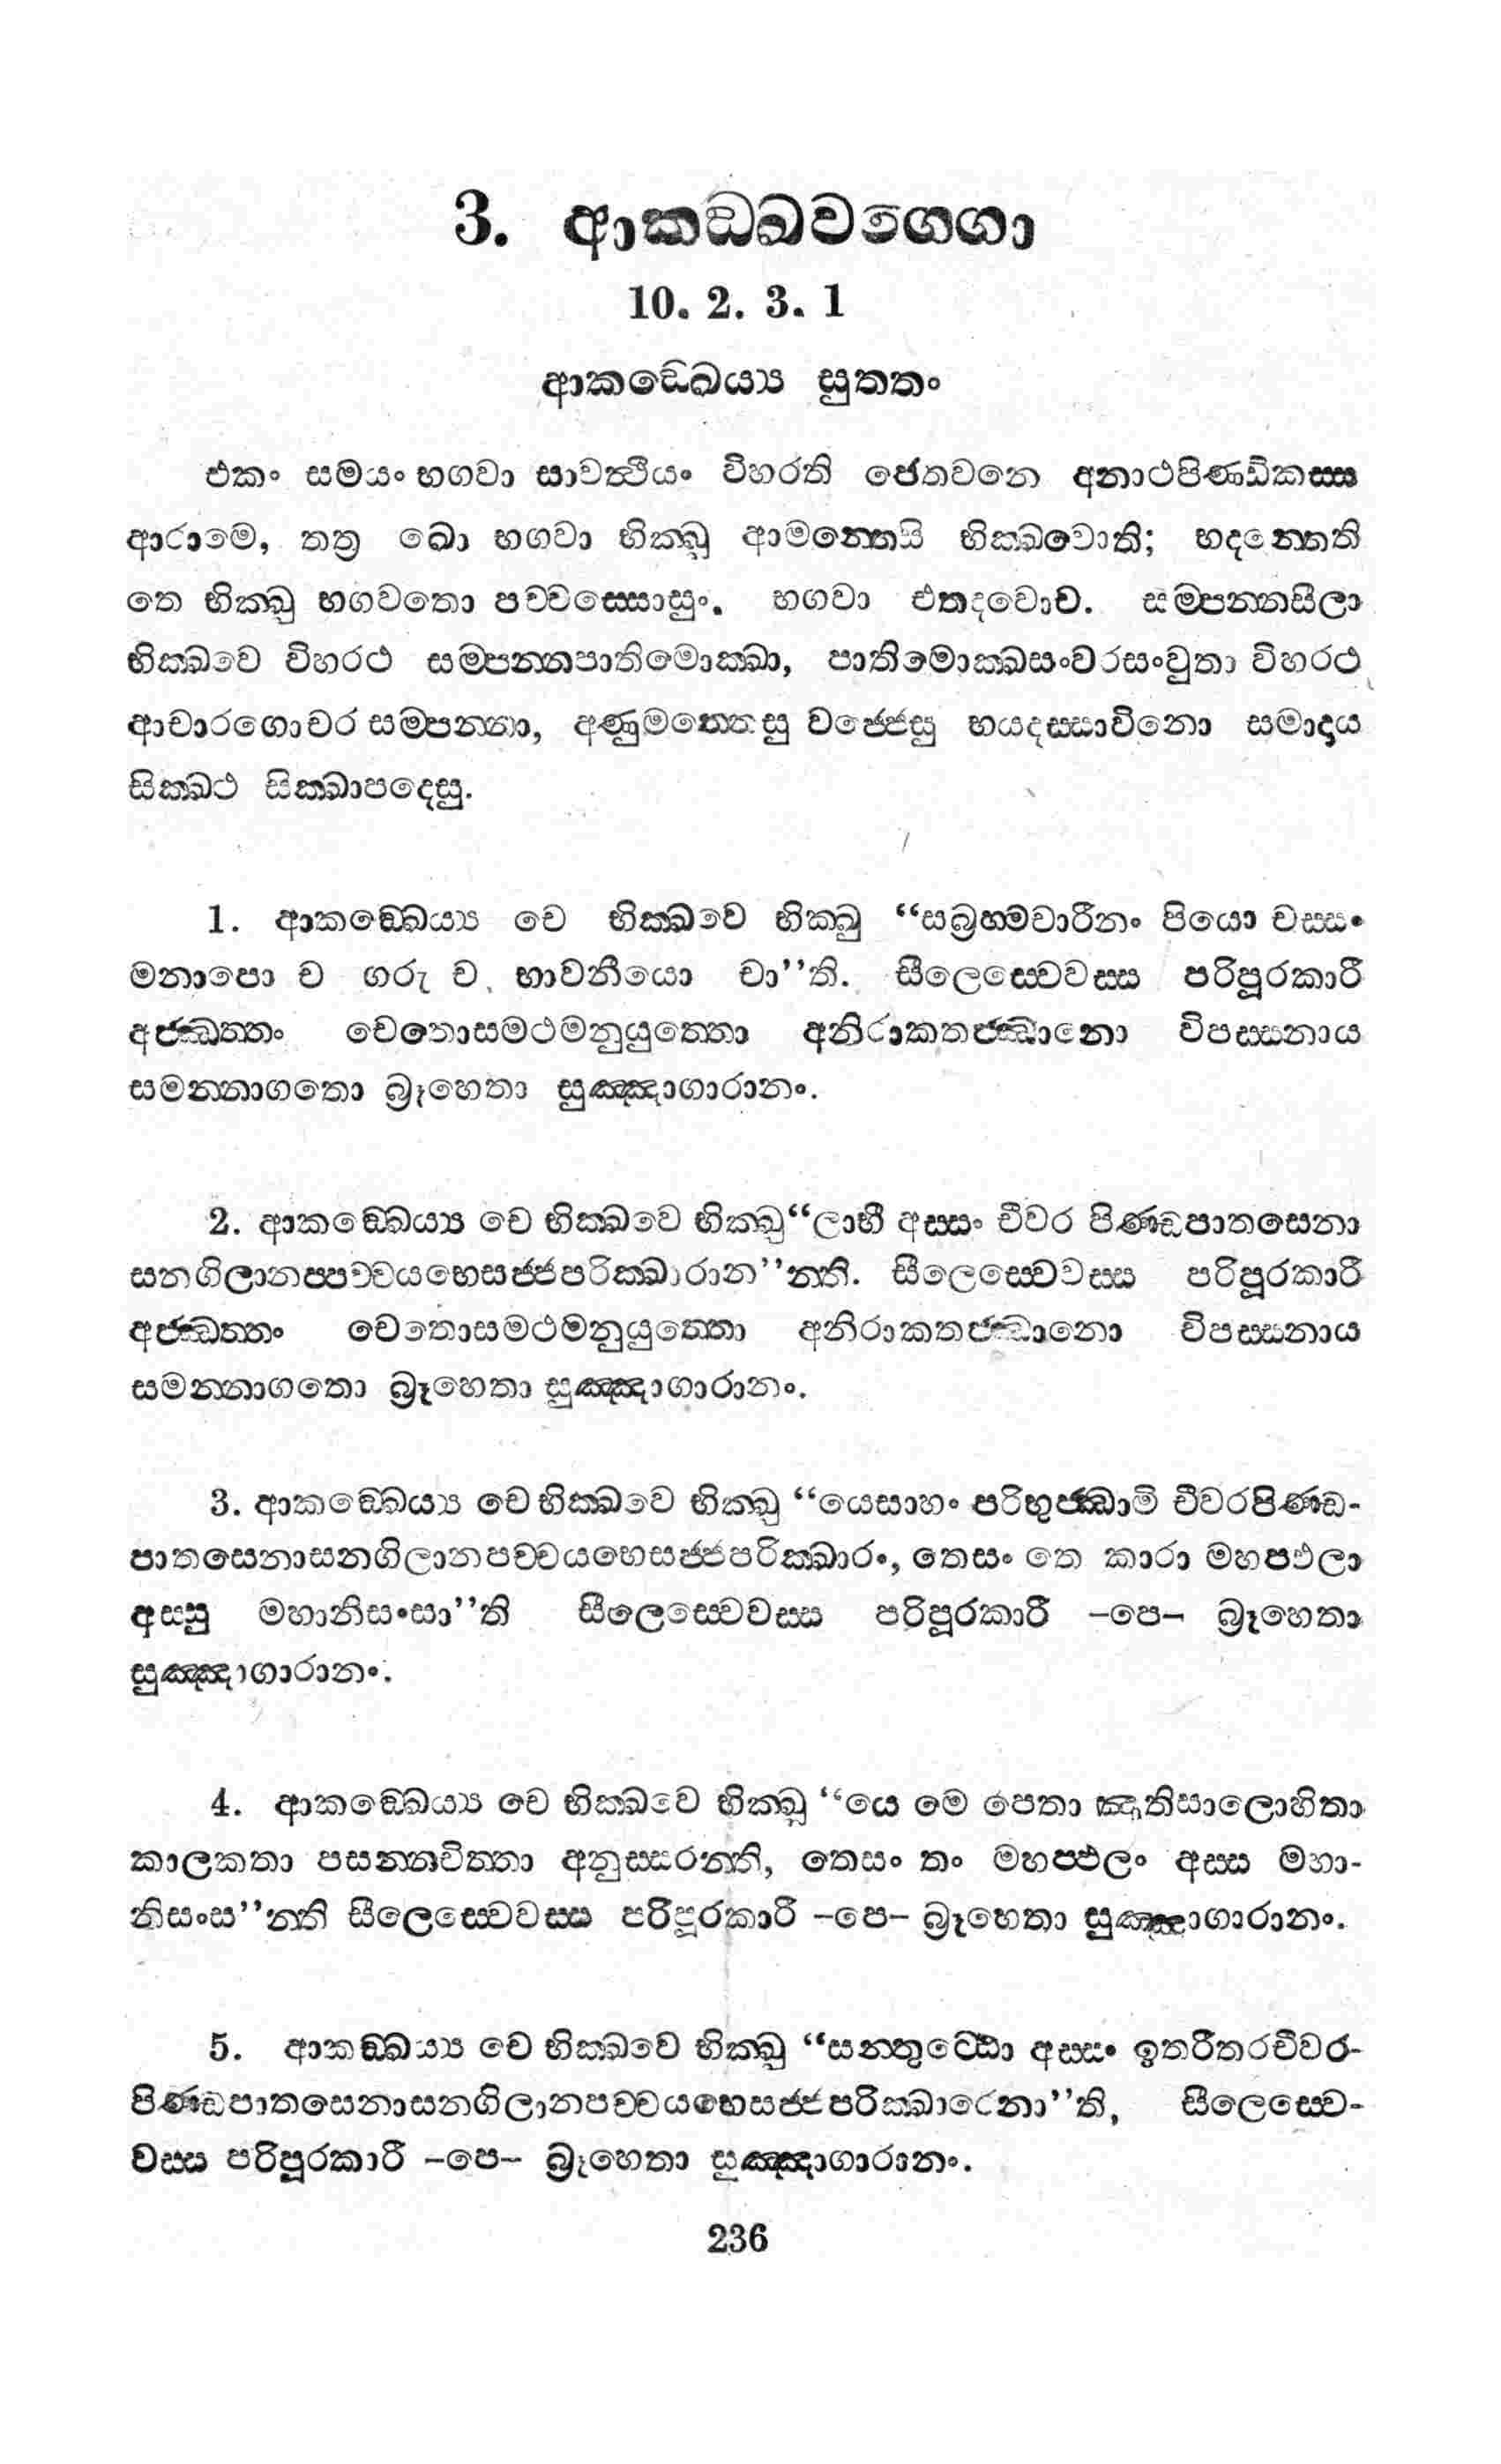 3. ආකඞ්ඛවග්ගො
10. 2. 3. 1
ආකඞ්ඛෙය්‍ය සුත්තං
එකං සමයං භගවා සාවත්ථියං විහරති ජෙතවනෙ අනාථපිණ්ඩිකස්ස
ආරාමෙ, තත්‍ර ඛො භගවා භික්ඛූ ආමන්තෙසි භික්ඛවොති; භදන්තෙති
තෙ භික්ඛු භගවතො පච්චස්සොසුං. භගවා එතදවොච. සම්පන්නසීලා
භික්ඛවෙ විහරථ සම්පන්නපාතිමොක්ඛා, පාතිමොක්ඛසංවරසංවුතා විහරථ
ආචාරගොචර සම්පන්නා, අණුමත්තෙසු වජ්ජෙසු භයදස්සාවිනො සමාදාය
සික්ඛථ සික්ඛාපදෙසු.
1. ආකඞ්ඛෙය්‍ය චෙ භික්ඛවෙ භික්ඛු “සබ්‍රහ්මචාරීනං පියො චස්සං
මනාපො ච ගරු ච, භාවනීයො චා”ති. සීලෙස්වෙවස්ස පරිපූරකාරී
අජ්ඣත්තං චෙතොසමථමනුයුත්තො අනිරාකතජ්ඣානො විපස්සනාය
සමන්නාගතො බ්‍රෑහෙතා සුඤ්ඤාගාරානං.
2. ආකඞ්ඛෙය්‍ය චෙ භික්ඛවෙ භික්ඛු “ලාභී අස්සං චීවර පිණ්ඩපාතසෙනා
සනගිලානප්පච්චයභෙසජ්ජපරික්ඛාරාන”න්ති. සීලෙස්වෙවස්ස පරිපූරකාරී
අජ්ඣත්තං චෙතොසමථමනුයුත්තො අනිරාකතජ්ඣානො විපස්සනාය
සමන්නාගතො බ්‍රෑහෙතා සුඤ්ඤාගාරානං.
3. ආකඞ්ඛෙය්‍ය චෙ භික්ඛවෙ භික්ඛු “යෙසාහං පරිභුඤ්ජාමි චීවරපිණ්ඩ-
පාතසෙනාසනගිලානපච්චයභෙසජ්ජපරික්ඛාරං, තෙසං තෙ කාරා මහප්ඵලා
අස්සු මහානිසංසා”ති සීලෙස්වෙවස්ස පරිපූරකාරී –පෙ– බ්‍රෑහෙතා
සුඤ්ඤාගාරානං.
4. ආකඞ්ඛෙය්‍ය චෙ භික්ඛවෙ භික්ඛූ “යෙ මෙ පෙතා ඤාතිසාලොහිතා
කාලකතා පසන්නචිත්තා අනුස්සරන්ති, තෙසං තං මහප්ඵලං අස්ස මහා-
නිසංස”න්ති සීලෙස්වෙවස්ස පරිපූරකාරී –පෙ– බ්‍රෑහෙතා සුඤ්ඤාගාරානං.
5. ආකඞ්ඛය්‍ය චෙ භික්ඛවෙ භික්ඛු “සන්තුට්ඨො අස්සං ඉතරීතරචීවර-
පිණ්ඩපාතසෙනාසනගිලානපච්චයභෙසජ්ජපරික්ඛාරෙනා”ති, සීලෙස්වෙ-
වස්ස පරිපූරකාරී –පෙ– බ්‍රෑහෙතා සුඤ්ඤාගාරානං.
236